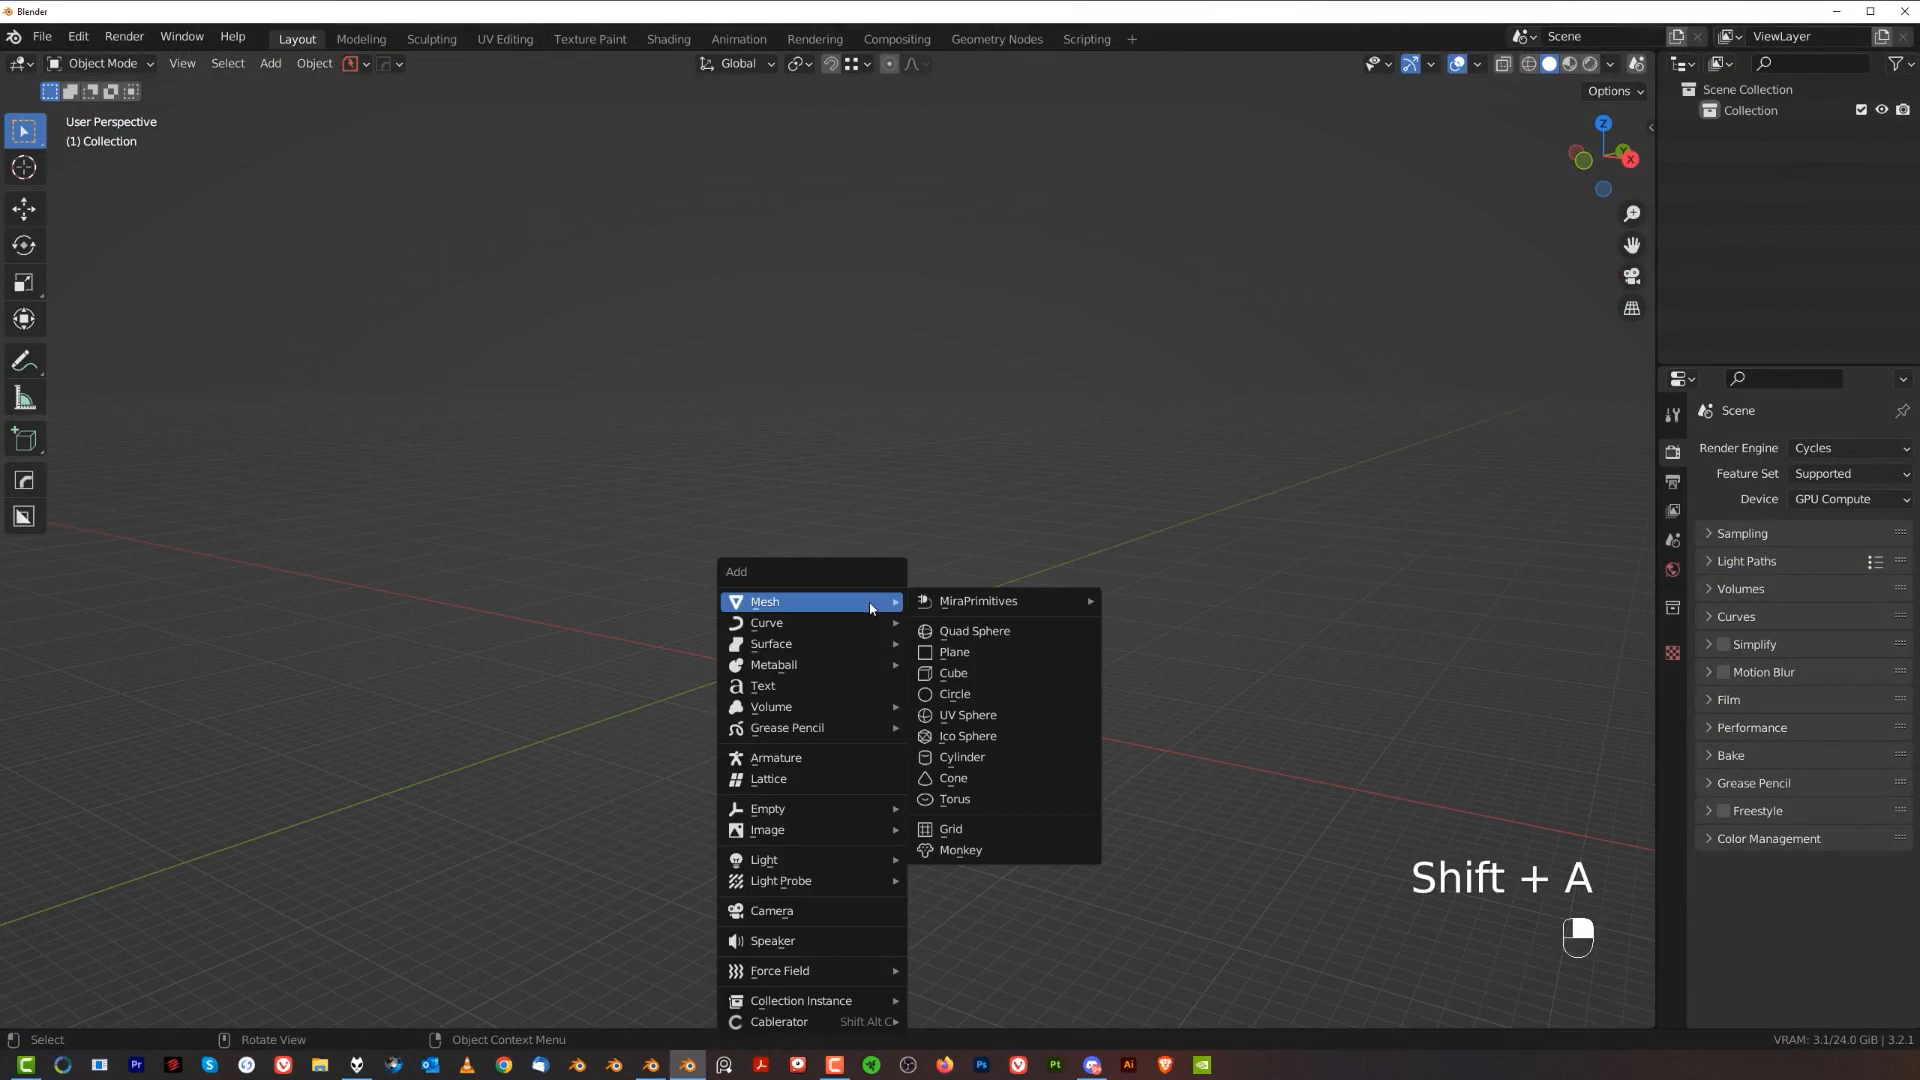 Blender
File Edit Render Window Help Layout Modeling Sculpting UV Editing Texture Paint Shading Animation Rendering Compositing Geometry Nodes Scripting + Scene ViewLayer
Object Mode View Select Add Object Global
Options
User Perspective
(1) Collection
Scene Collection
Collection
Z
Y
X
Scene
Render Engine Cycles
Feature Set Supported
Device GPU Compute
Sampling
Light Paths
Volumes
Curves
Simplify
Motion Blur
Film
Performance
Bake
Grease Pencil
Freestyle
Color Management
Add
Mesh
Curve
Surface
Metaball
Text
Volume
Grease Pencil
Armature
Lattice
Empty
Image
Light
Light Probe
Camera
Speaker
Force Field
Collection Instance
Cablerator Shift Alt C
MiraPrimitives
Quad Sphere
Plane
Cube
Circle
UV Sphere
Ico Sphere
Cylinder
Cone
Torus
Grid
Monkey
Shift + A
Select Rotate View Object Context Menu VRAM: 3.1/24.0 GiB | 3.2.1
Pr S Ps Pt Ai